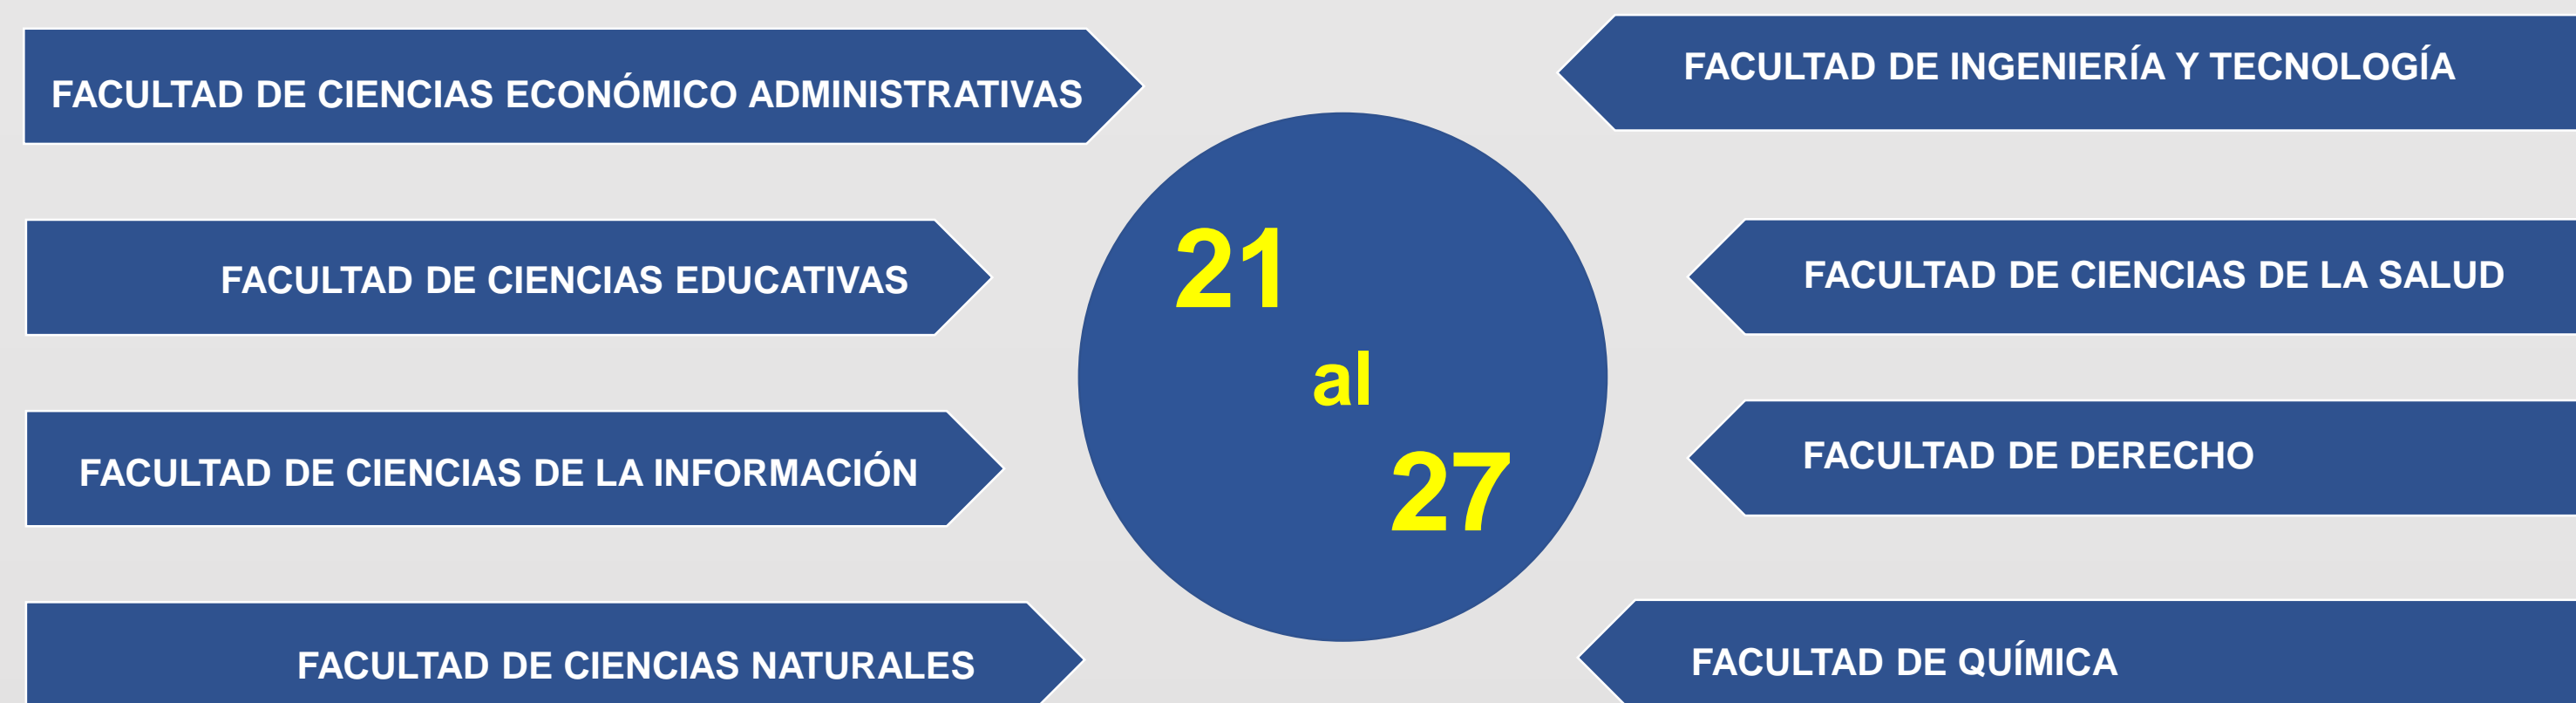 FACULTAD DE CIENCIAS ECONÓMICO ADMINISTRATIVAS
FACULTAD DE CIENCIAS EDUCATIVAS
FACULTAD DE CIENCIAS DE LA INFORMACIÓN
FACULTAD DE CIENCIAS NATURALES
21
al
27
FACULTAD DE INGENIERÍA Y TECNOLOGÍA
FACULTAD DE CIENCIAS DE LA SALUD
FACULTAD DE DERECHO
FACULTAD DE QUÍMICA